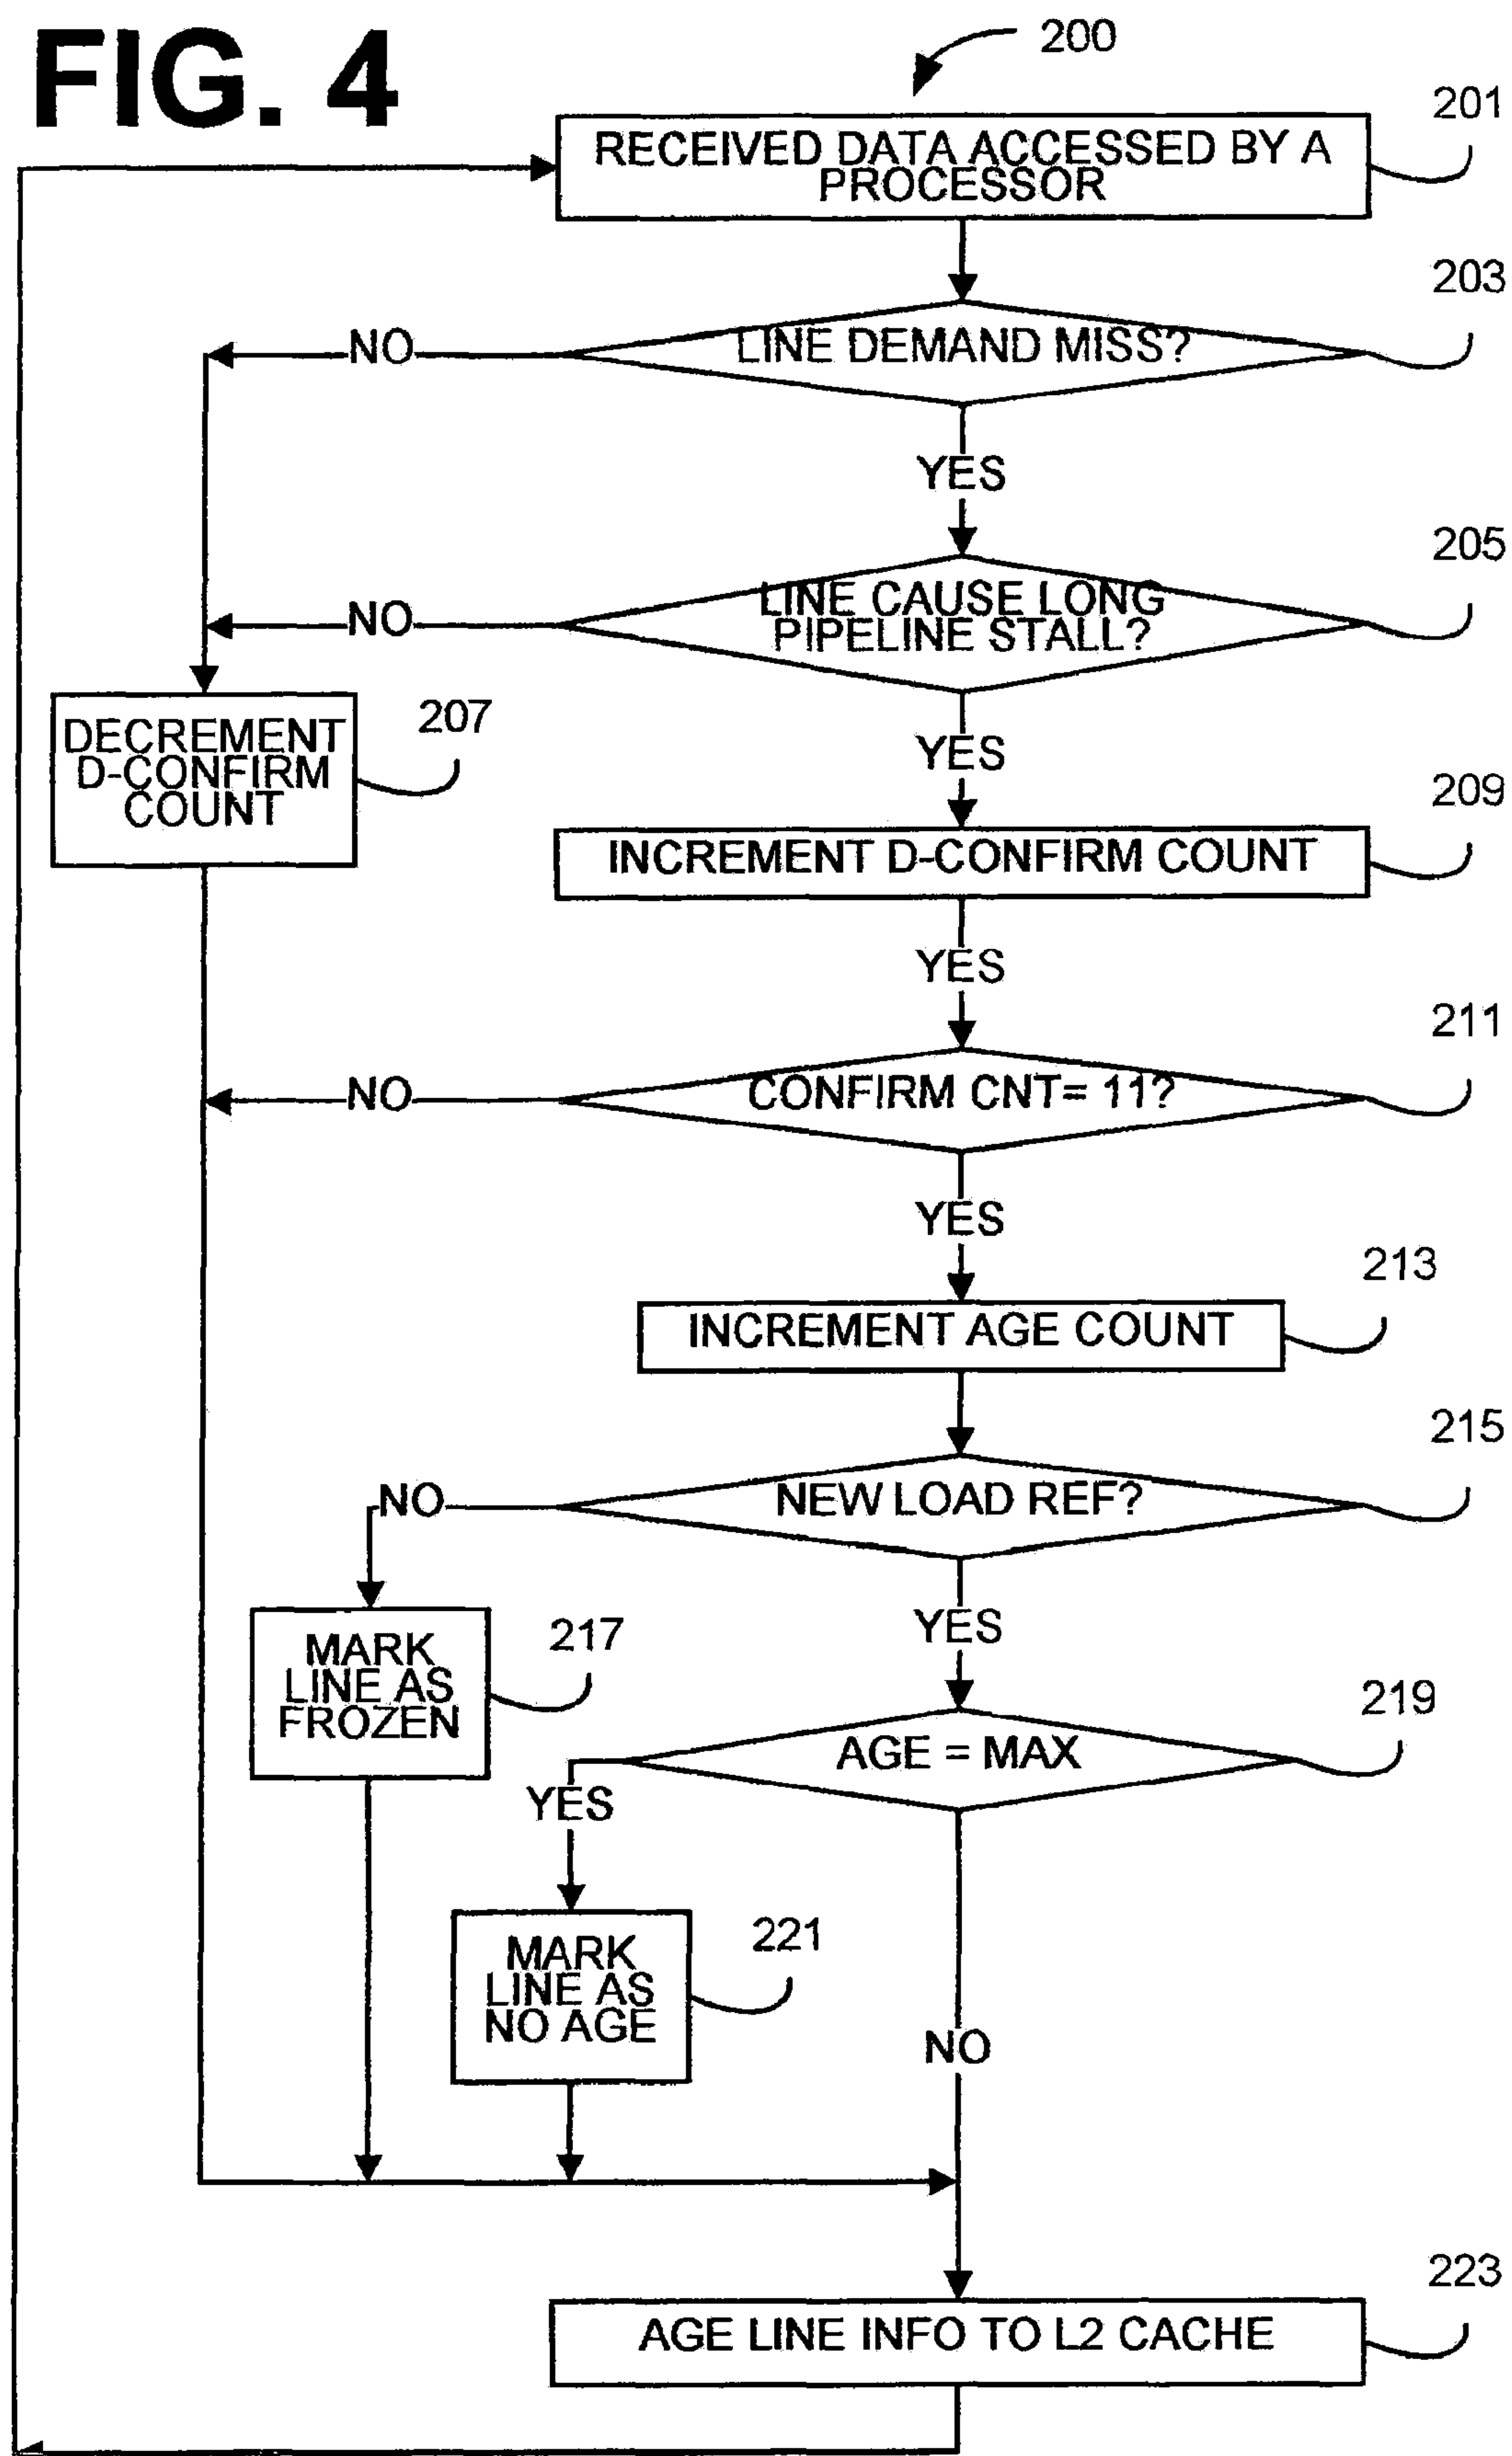 FIG. 4
200
RECEIVED DATA ACCESSED BY A
PROCESSOR
201
LINE DEMAND MISS?
203
NO
YES
LINE CAUSE LONG
PIPELINE STALL?
205
NO
DECREMENT
D-CONFIRM
COUNT
207
YES
INCREMENT D-CONFIRM COUNT
209
YES
CONFIRM CNT= 11?
211
NO
YES
INCREMENT AGE COUNT
213
NEW LOAD REF?
215
NO
YES
MARK
LINE AS
FROZEN
217
AGE = MAX
219
YES
MARK
LINE AS
NO AGE
221
NO
AGE LINE INFO TO L2 CACHE
223